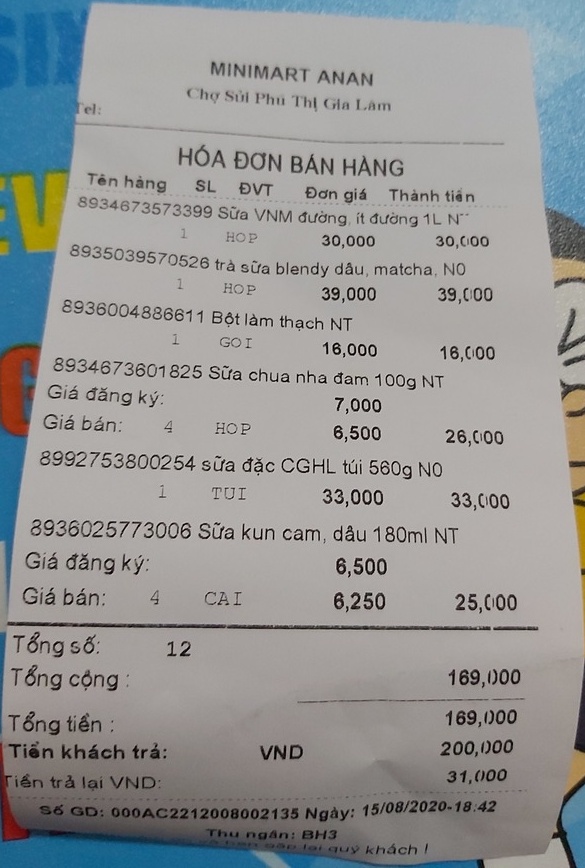 MINIMART ANAN
Chợ Sủi Phú Thị Gia Lâm
Tel:
HÓA ĐƠN BÁN HÀNG
Tên hàng SL ĐVT Đơn giá Thành tiền
8934673573399 Sữa VNM đường, ít đường 1L N
1 HOP 30,000 30,000
8935039570526 trà sữa blendy dâu, matcha, N0
1 HOP 39,000 39,000
8936004886611 Bột làm thạch NT
1 GOI 16,000 16,000
8934673601825 Sữa chua nha đam 100g NT
Giá đăng ký: 7,000
Giá bán: 4 HOP 6,500 26,000
8992753800254 sữa đặc CGHL túi 560g N0
1 TUI 33,000 33,000
8936025773006 Sữa kun cam, dâu 180ml NT
Giá đăng ký: 6,500
Giá bán: 4 CAI 6,250 25,000
Tổng số: 12
Tổng cộng : 169,000
Tổng tiền : 169,000
Tiền khách trả: VND 200,000
Tiền trả lại VND: 31,000
Số GD: 000AC2212008002135 Ngày: 15/08/2020-18:42
Thu ngân: BH3
lại quý khách !